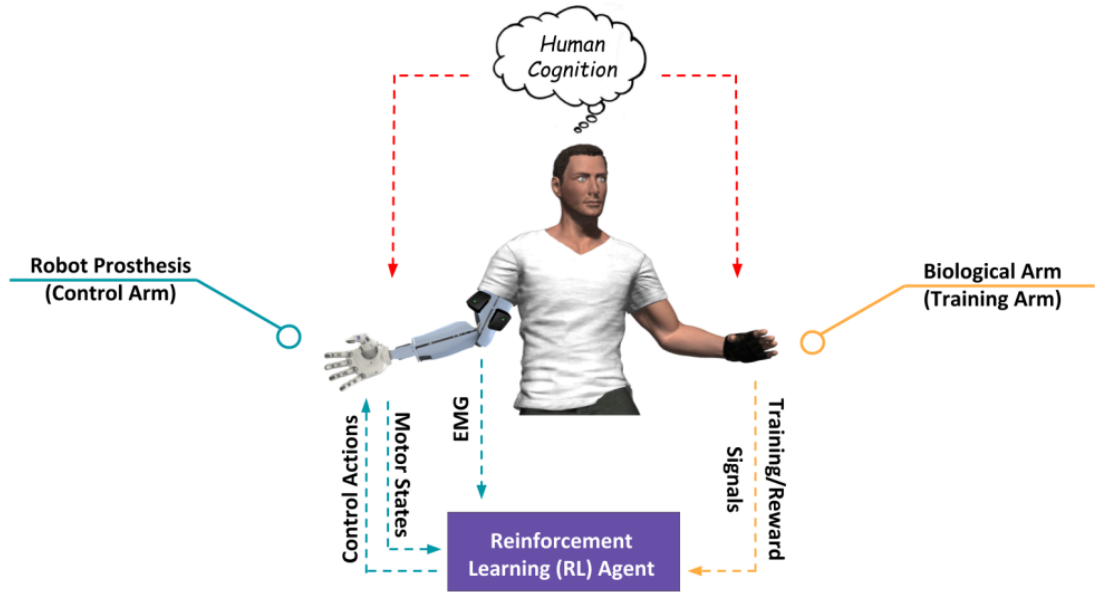 Human
Cognition
Robot Prosthesis
(Control Arm)
Biological Arm
(Training Arm)
Control Actions
Motor States
EMG
Training/Reward
Signals
Reinforcement
Learning (RL) Agent